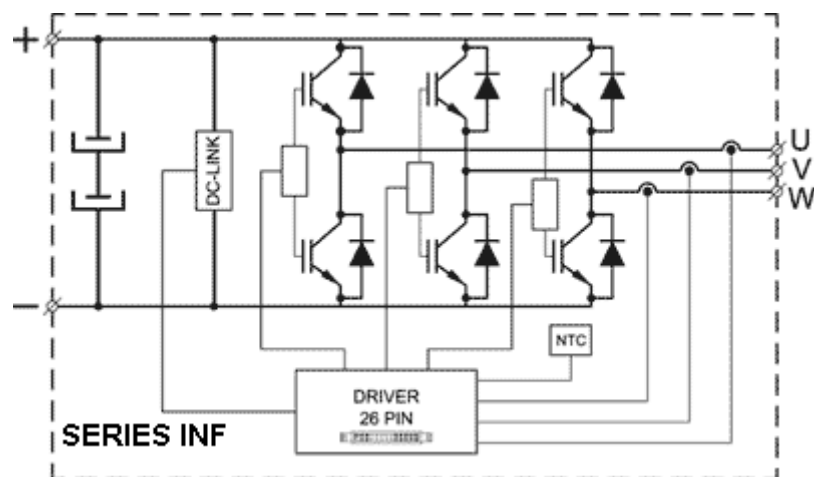 +
U
V
W
DC-LINK
−
NTC
DRIVER
26 PIN
SERIES INF